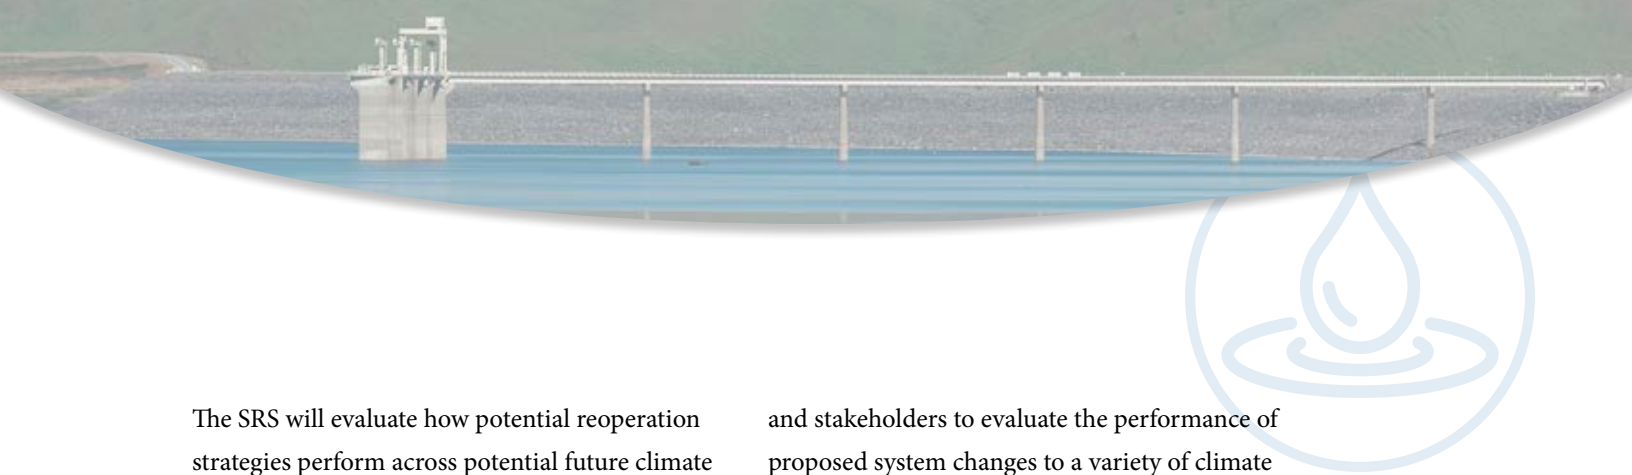 The SRS will evaluate how potential reoperation
strategies perform across potential future climate
and stakeholders to evaluate the performance of
proposed system changes to a variety of climate